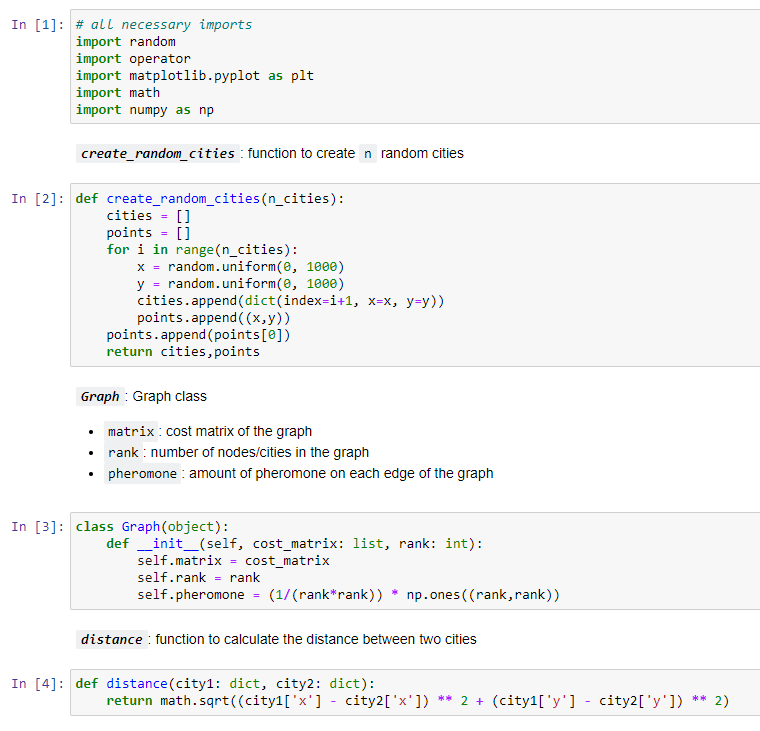 In [1]: # all necessary imports
import random
import operator
import matplotlib.pyplot as plt
import math
import numpy as np
create_random_cities : function to create n random cities
In [2]: def create_random_cities(n_cities):
    cities = []
    points = []
    for i in range(n_cities):
        x = random.uniform(0, 1000)
        y = random.uniform(0, 1000)
        cities.append(dict(index=i+1, x=x, y=y))
        points.append((x,y))
    points.append(points[0])
    return cities,points
Graph : Graph class
• matrix : cost matrix of the graph
• rank : number of nodes/cities in the graph
• pheromone : amount of pheromone on each edge of the graph
In [3]: class Graph(object):
    def __init__(self, cost_matrix: list, rank: int):
        self.matrix = cost_matrix
        self.rank = rank
        self.pheromone = (1/(rank*rank)) * np.ones((rank,rank))
distance : function to calculate the distance between two cities
In [4]: def distance(city1: dict, city2: dict):
    return math.sqrt((city1['x'] - city2['x']) ** 2 + (city1['y'] - city2['y']) ** 2)